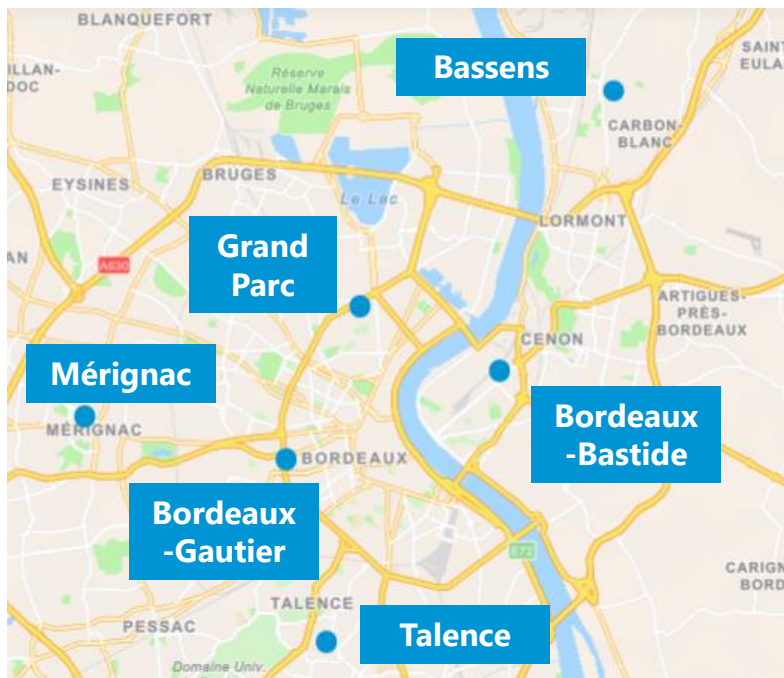 BLANQUEFORT
Bassens
SAINT
EULA
ILLAN-
OC
Réserve
Naturelle Marais
de Bruges
CARBON-
BLANC
EYSINES
BRUGES
Le Lac
LORMONT
Grand
Parc
AN
A630
ARTIGUES-
PRÈS-
BORDEAUX
CENON
Mérignac
MÉRIGNAC
Bordeaux
-Bastide
BORDEAUX
Bordeaux
-Gautier
E72
CARIGN
BORD
TALENCE
PESSAC
Talence
Domaine Univ.